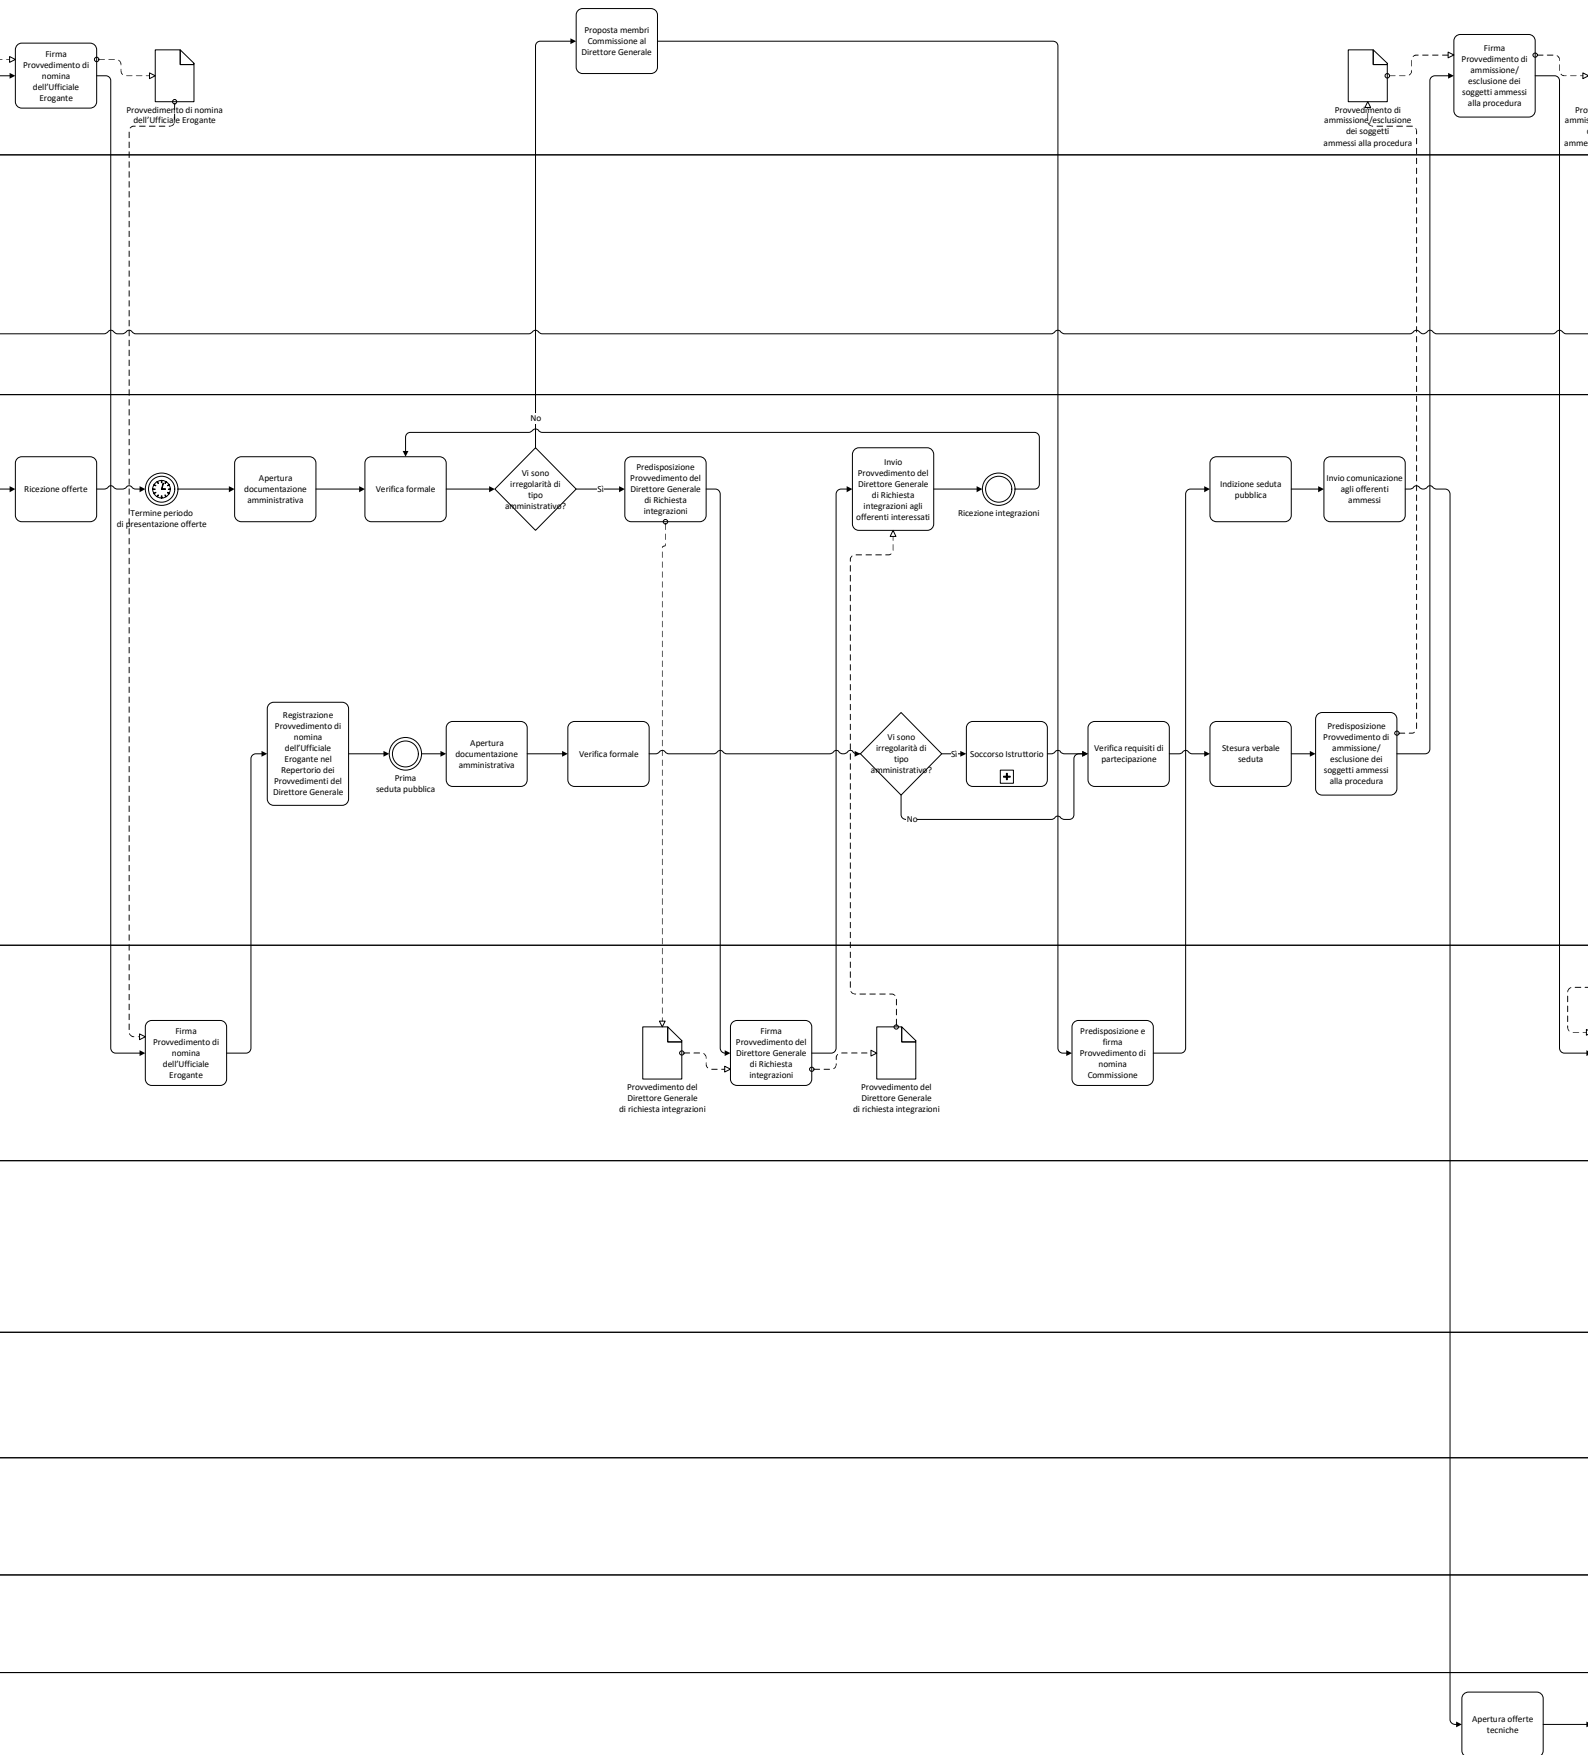 Proposta membri
Commissione al
Direttore Generale
Firma
Provvedimento di
nomina
dell'Ufficiale
Erogante
Provvedimento di nomina
dell'Ufficiale Erogante
Provvedimento di
ammissione/esclusione
dei soggetti
ammessi alla procedura
Firma
Provvedimento di
ammissione/
esclusione dei
soggetti ammessi
alla procedura
Pro
ammis
amme
No
Ricezione offerte
Termine periodo
di presentazione offerte
Apertura
documentazione
amministrativa
Verifica formale
Vi sono
irregolarità di
tipo
amministrativo?
Sì
Predisposizione
Provvedimento del
Direttore Generale
di Richiesta
integrazioni
Invio
Provvedimento del
Direttore Generale
di Richiesta
integrazioni agli
offerenti interessati
Ricezione integrazioni
Indizione seduta
pubblica
Invio comunicazione
agli offerenti
ammessi
Registrazione
Provvedimento di
nomina
dell'Ufficiale
Erogante nel
Repertorio dei
Provvedimenti del
Direttore Generale
Prima
seduta pubblica
Apertura
documentazione
amministrativa
Verifica formale
Vi sono
irregolarità di
tipo
amministrativo?
Sì
No
Soccorso Istruttorio
Verifica requisiti di
partecipazione
Stesura verbale
seduta
Predisposizione
Provvedimento di
ammissione/
esclusione dei
soggetti ammessi
alla procedura
Firma
Provvedimento di
nomina
dell'Ufficiale
Erogante
Provvedimento del
Direttore Generale
di richiesta integrazioni
Firma
Provvedimento del
Direttore Generale
di Richiesta
integrazioni
Provvedimento del
Direttore Generale
di richiesta integrazioni
Predisposizione e
firma
Provvedimento di
nomina
Commissione
Apertura offerte
tecniche